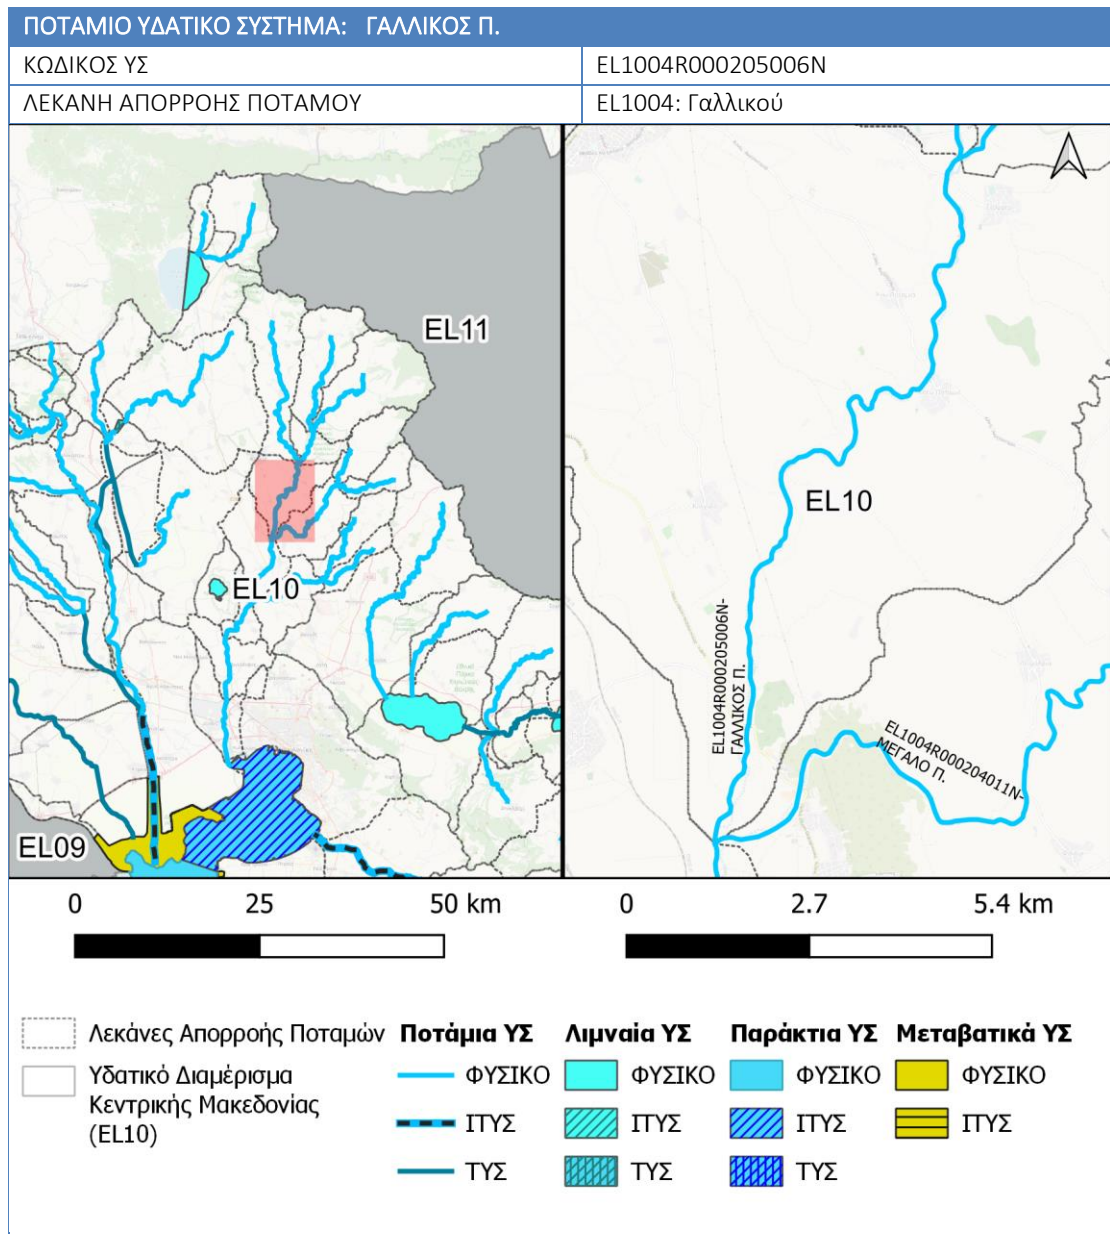 ΠΟΤΑΜΙΟ ΥΔΑΤΙΚΟ ΣΥΣΤΗΜΑ: ΓΑΛΛΙΚΟΣ Π.
ΚΩΔΙΚΟΣ ΥΣ EL1004R000205006N
ΛΕΚΑΝΗ ΑΠΟΡΡΟΗΣ ΠΟΤΑΜΟΥ EL1004: Γαλλικού
EL11
EL10
EL09
EL10
EL1004R000205006N-
ΓΑΛΛΙΚΟΣ Π.
EL1004R000204011N-
ΜΕΓΑΛΟ Π.
0 25 50 km
0 2.7 5.4 km
Λεκάνες Απορροής Ποταμών
Υδατικό Διαμέρισμα
Κεντρικής Μακεδονίας
(EL10)
Ποτάμια ΥΣ
ΦΥΣΙΚΟ
ΙΤΥΣ
ΤΥΣ
Λιμναία ΥΣ
ΦΥΣΙΚΟ
ΙΤΥΣ
ΤΥΣ
Παράκτια ΥΣ
ΦΥΣΙΚΟ
ΙΤΥΣ
ΤΥΣ
Μεταβατικά ΥΣ
ΦΥΣΙΚΟ
ΙΤΥΣ